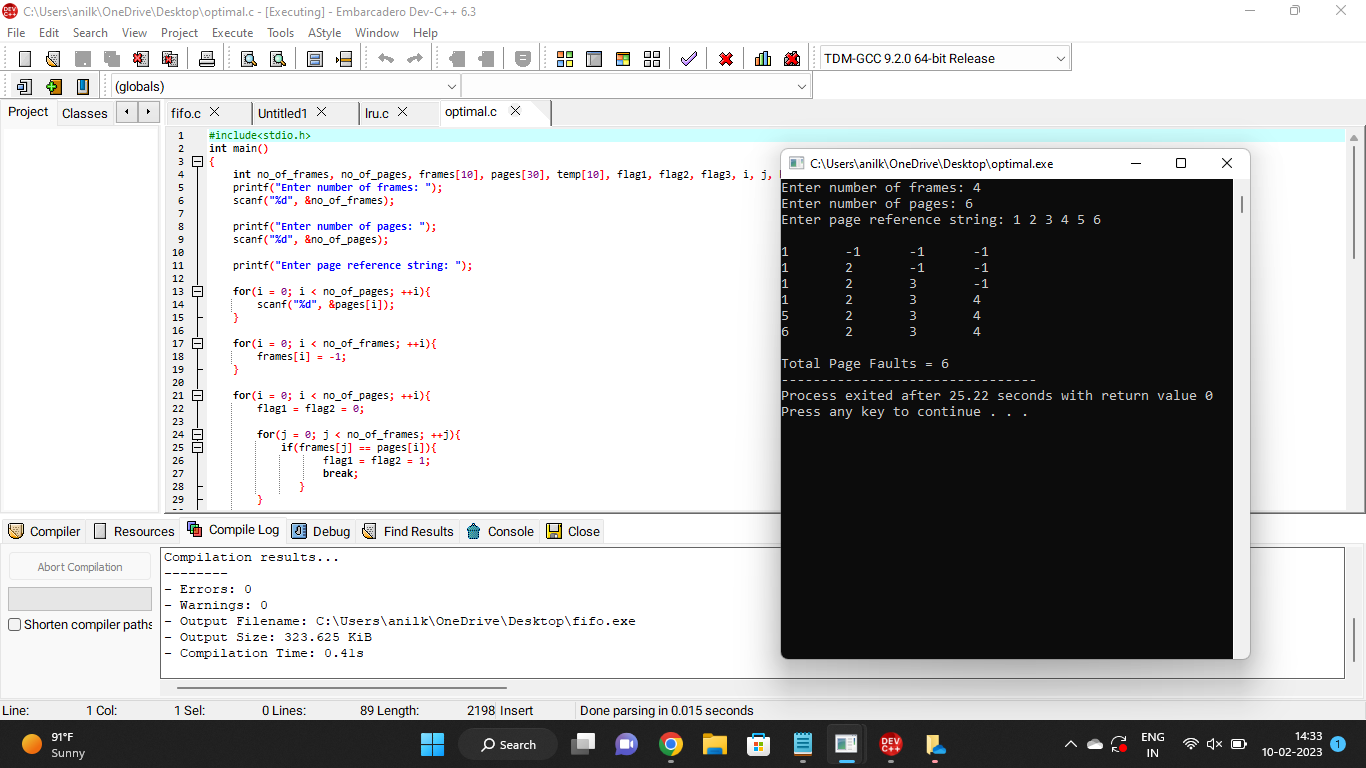 C:\Users\anilk\OneDrive\Desktop\optimal.c - [Executing] - Embarcadero Dev-C++ 6.3
File Edit Search View Project Execute Tools AStyle Window Help
TDM-GCC 9.2.0 64-bit Release
(globals)
Project Classes
fifo.c Untitled1 lru.c optimal.c
1 #include<stdio.h>
2 int main()
3 {
4 int no_of_frames, no_of_pages, frames[10], pages[30], temp[10], flag1, flag2, flag3, i, j,
5 printf("Enter number of frames: ");
6 scanf("%d", &no_of_frames);
7
8 printf("Enter number of pages: ");
9 scanf("%d", &no_of_pages);
10
11 printf("Enter page reference string: ");
12
13 for(i = 0; i < no_of_pages; ++i){
14 scanf("%d", &pages[i]);
15 }
16
17 for(i = 0; i < no_of_frames; ++i){
18 frames[i] = -1;
19 }
20
21 for(i = 0; i < no_of_pages; ++i){
22 flag1 = flag2 = 0;
23
24 for(j = 0; j < no_of_frames; ++j){
25 if(frames[j] == pages[i]){
26 flag1 = flag2 = 1;
27 break;
28 }
29 }
C:\Users\anilk\OneDrive\Desktop\optimal.exe
Enter number of frames: 4
Enter number of pages: 6
Enter page reference string: 1 2 3 4 5 6
1 -1 -1 -1
1 2 -1 -1
1 2 3 -1
1 2 3 4
5 2 3 4
6 2 3 4
Total Page Faults = 6
--------------------------------
Process exited after 25.22 seconds with return value 0
Press any key to continue . . .
Compiler Resources Compile Log Debug Find Results Console Close
Abort Compilation
Shorten compiler paths
Compilation results...
--------
- Errors: 0
- Warnings: 0
- Output Filename: C:\Users\anilk\OneDrive\Desktop\fifo.exe
- Output Size: 323.625 KiB
- Compilation Time: 0.41s
Line: 1 Col: 1 Sel: 0 Lines: 89 Length: 2198 Insert Done parsing in 0.015 seconds
91°F
Sunny
Search
DEV C++
ENG
IN
14:33
10-02-2023
1